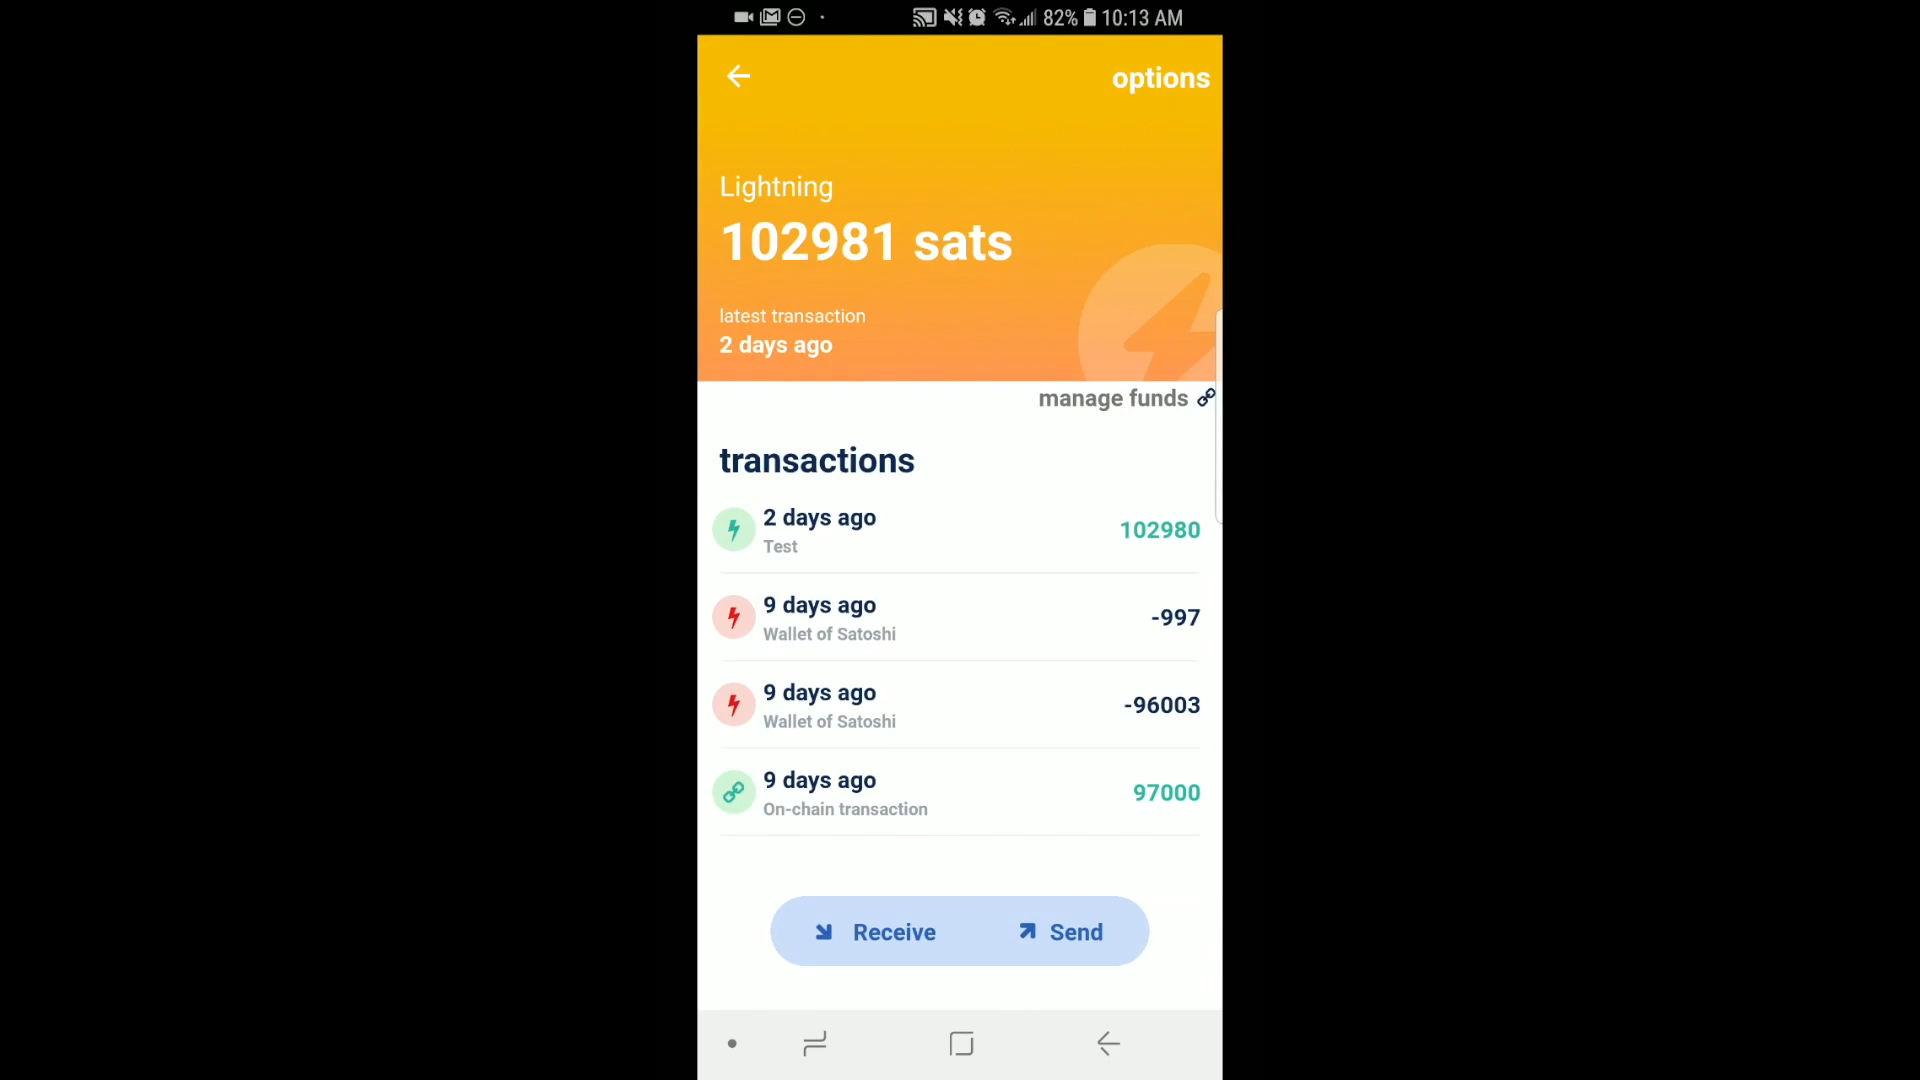 82% 10:13 AM
options
Lightning
102981 sats
latest transaction
2 days ago
manage funds
transactions
2 days ago
Test
102980
9 days ago
Wallet of Satoshi
-997
9 days ago
Wallet of Satoshi
-96003
9 days ago
On-chain transaction
97000
Receive Send